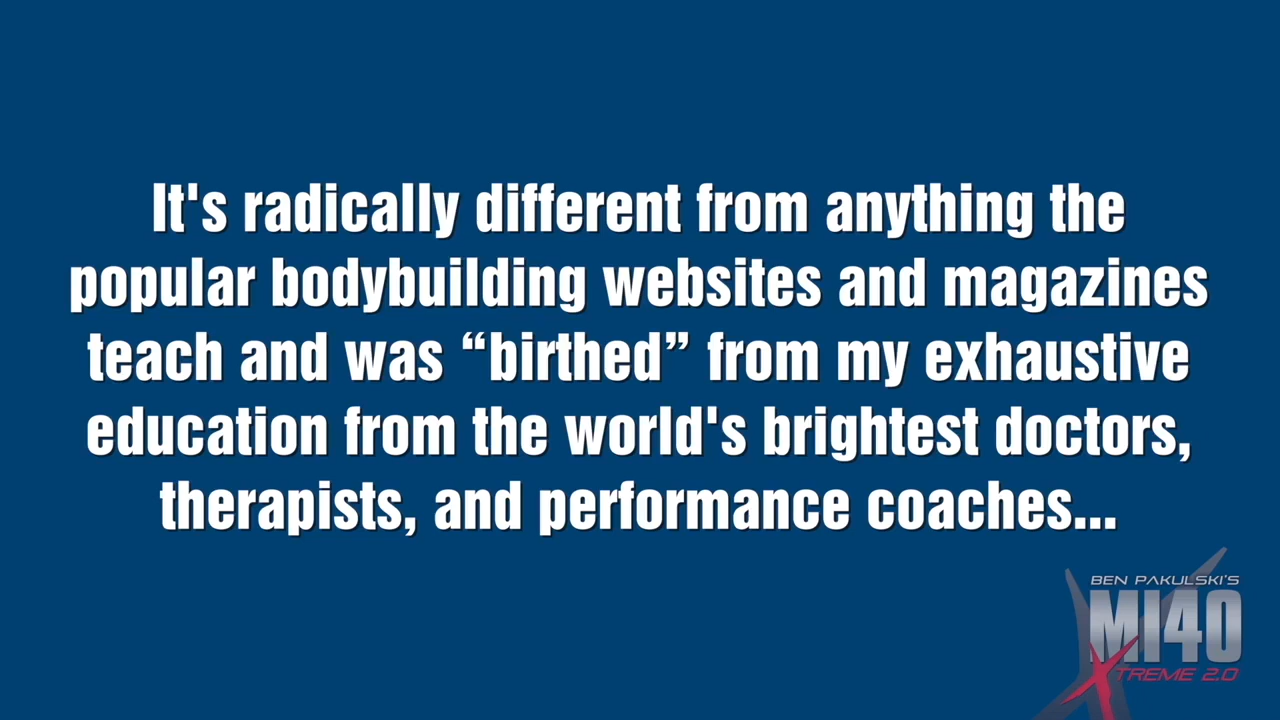 It's radically different from anything the
popular bodybuilding websites and magazines
teach and was “birthed” from my exhaustive
education from the world's brightest doctors,
therapists, and performance coaches...
BEN PAKULSKI'S
MI40
XTREME 2.0